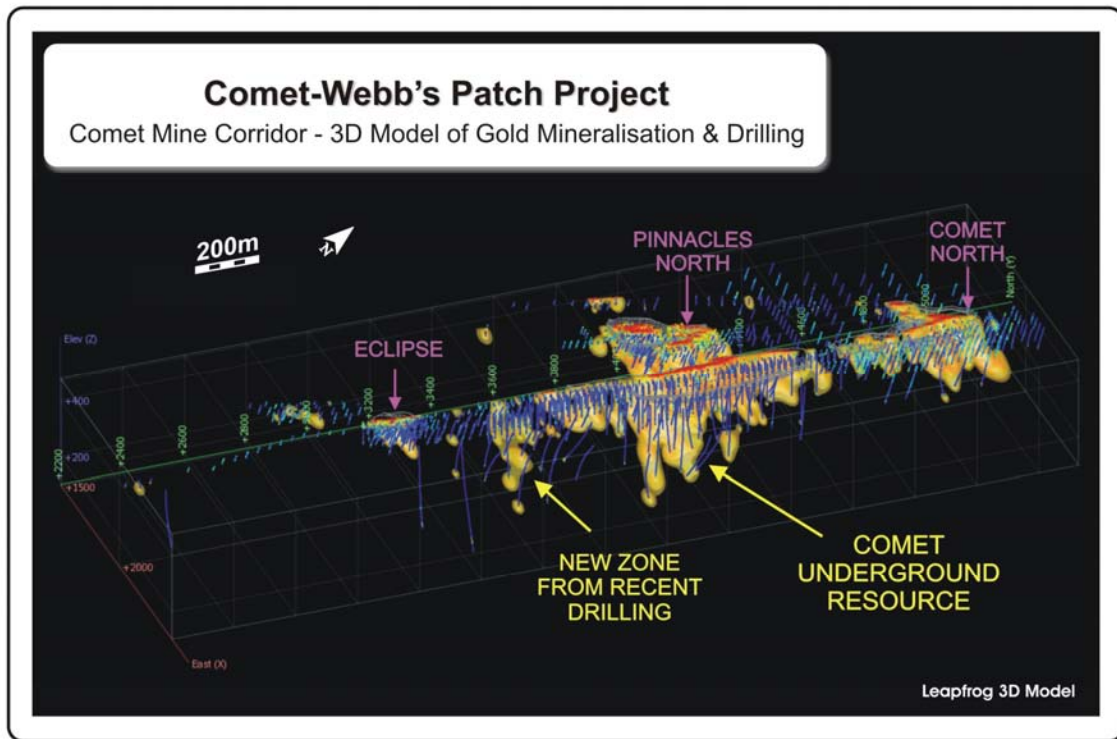 Comet-Webb's Patch Project
Comet Mine Corridor - 3D Model of Gold Mineralisation & Drilling
200m
N
PINNACLES
NORTH
COMET
NORTH
ECLIPSE
Elev (Z)
+400
+200
+2200
+2400
+2600
+2800
+3200
+3400
+3600
+3800
+4600
+4800
North (Y)
+1500
+2000
East (X)
NEW ZONE
FROM RECENT
DRILLING
COMET
UNDERGROUND
RESOURCE
Leapfrog 3D Model